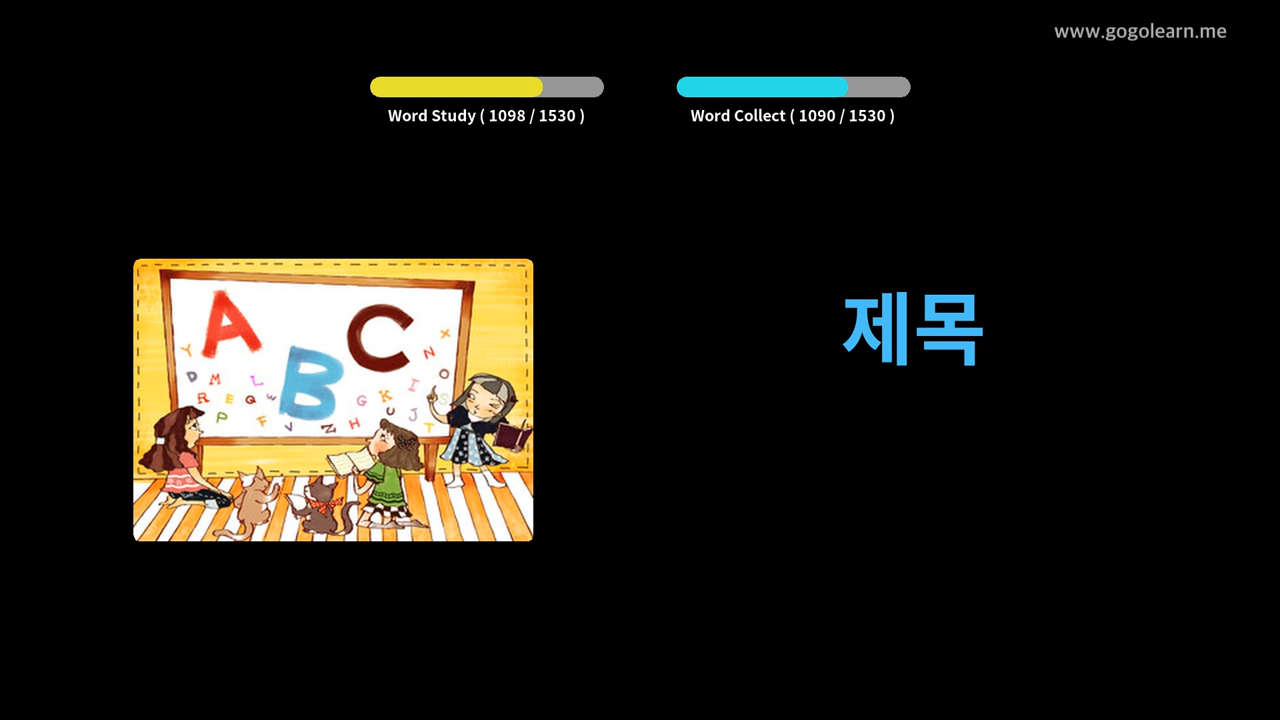 www.gogolearn.me
Word Study ( 1098 / 1530 )
Word Collect ( 1090 / 1530 )
제목
A
B
C
X
Y
N
D M L O
R E Q W G K I S
P F V Z H U J T